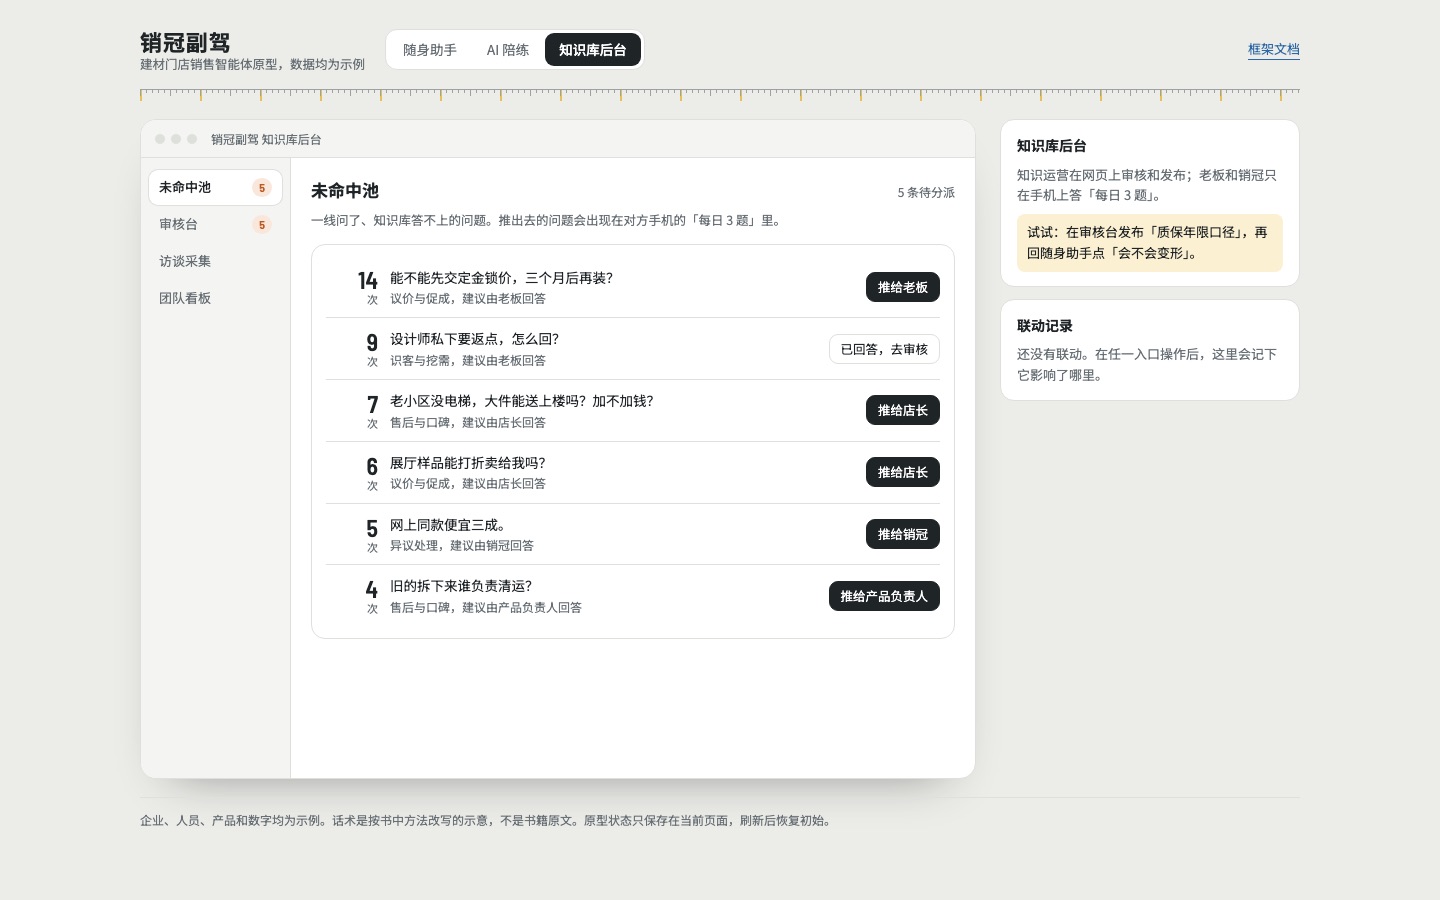 销冠副驾
建材门店销售智能体原型，数据均为示例
随身助手
AI 陪练
知识库后台
框架文档
销冠副驾 知识库后台
未命中池
5
审核台
5
访谈采集
团队看板
未命中池
5 条待分派
一线问了、知识库答不上的问题。推出去的问题会出现在对方手机的「每日 3 题」里。
14
次
能不能先交定金锁价，三个月后再装？
议价与促成，建议由老板回答
推给老板
9
次
设计师私下要返点，怎么回？
识客与挖需，建议由老板回答
已回答，去审核
7
次
老小区没电梯，大件能送上楼吗？加不加钱？
售后与口碑，建议由店长回答
推给店长
6
次
展厅样品能打折卖给我吗？
议价与促成，建议由店长回答
推给店长
5
次
网上同款便宜三成。
异议处理，建议由销冠回答
推给销冠
4
次
旧的拆下来谁负责清运？
售后与口碑，建议由产品负责人回答
推给产品负责人
知识库后台
知识运营在网页上审核和发布；老板和销冠只
在手机上答「每日 3 题」。
试试：在审核台发布「质保年限口径」，再
回随身助手点「会不会变形」。
联动记录
还没有联动。在任一入口操作后，这里会记下
它影响了哪里。
企业、人员、产品和数字均为示例。话术是按书中方法改写的示意，不是书籍原文。原型状态只保存在当前页面，刷新后恢复初始。